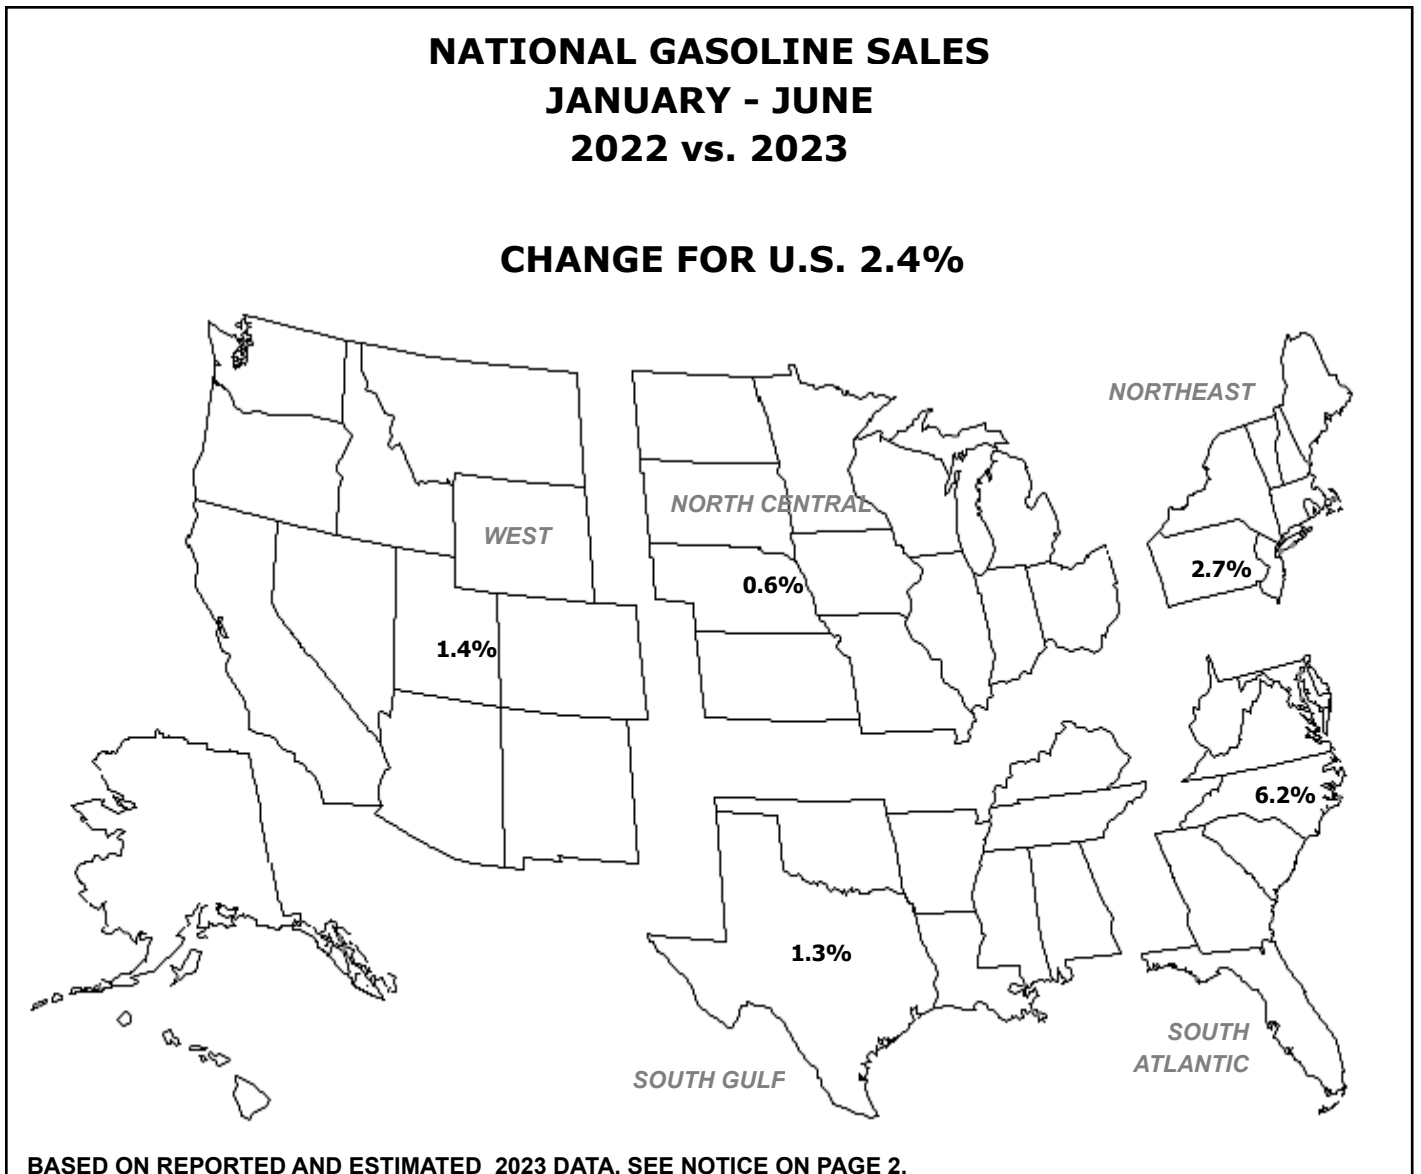 NATIONAL GASOLINE SALES
JANUARY - JUNE
2022 vs. 2023
CHANGE FOR U.S. 2.4%
NORTHEAST
NORTH CENTRAL
WEST
2.7%
0.6%
1.4%
6.2%
1.3%
SOUTH
ATLANTIC
SOUTH GULF
BASED ON REPORTED AND ESTIMATED 2023 DATA. SEE NOTICE ON PAGE 2.